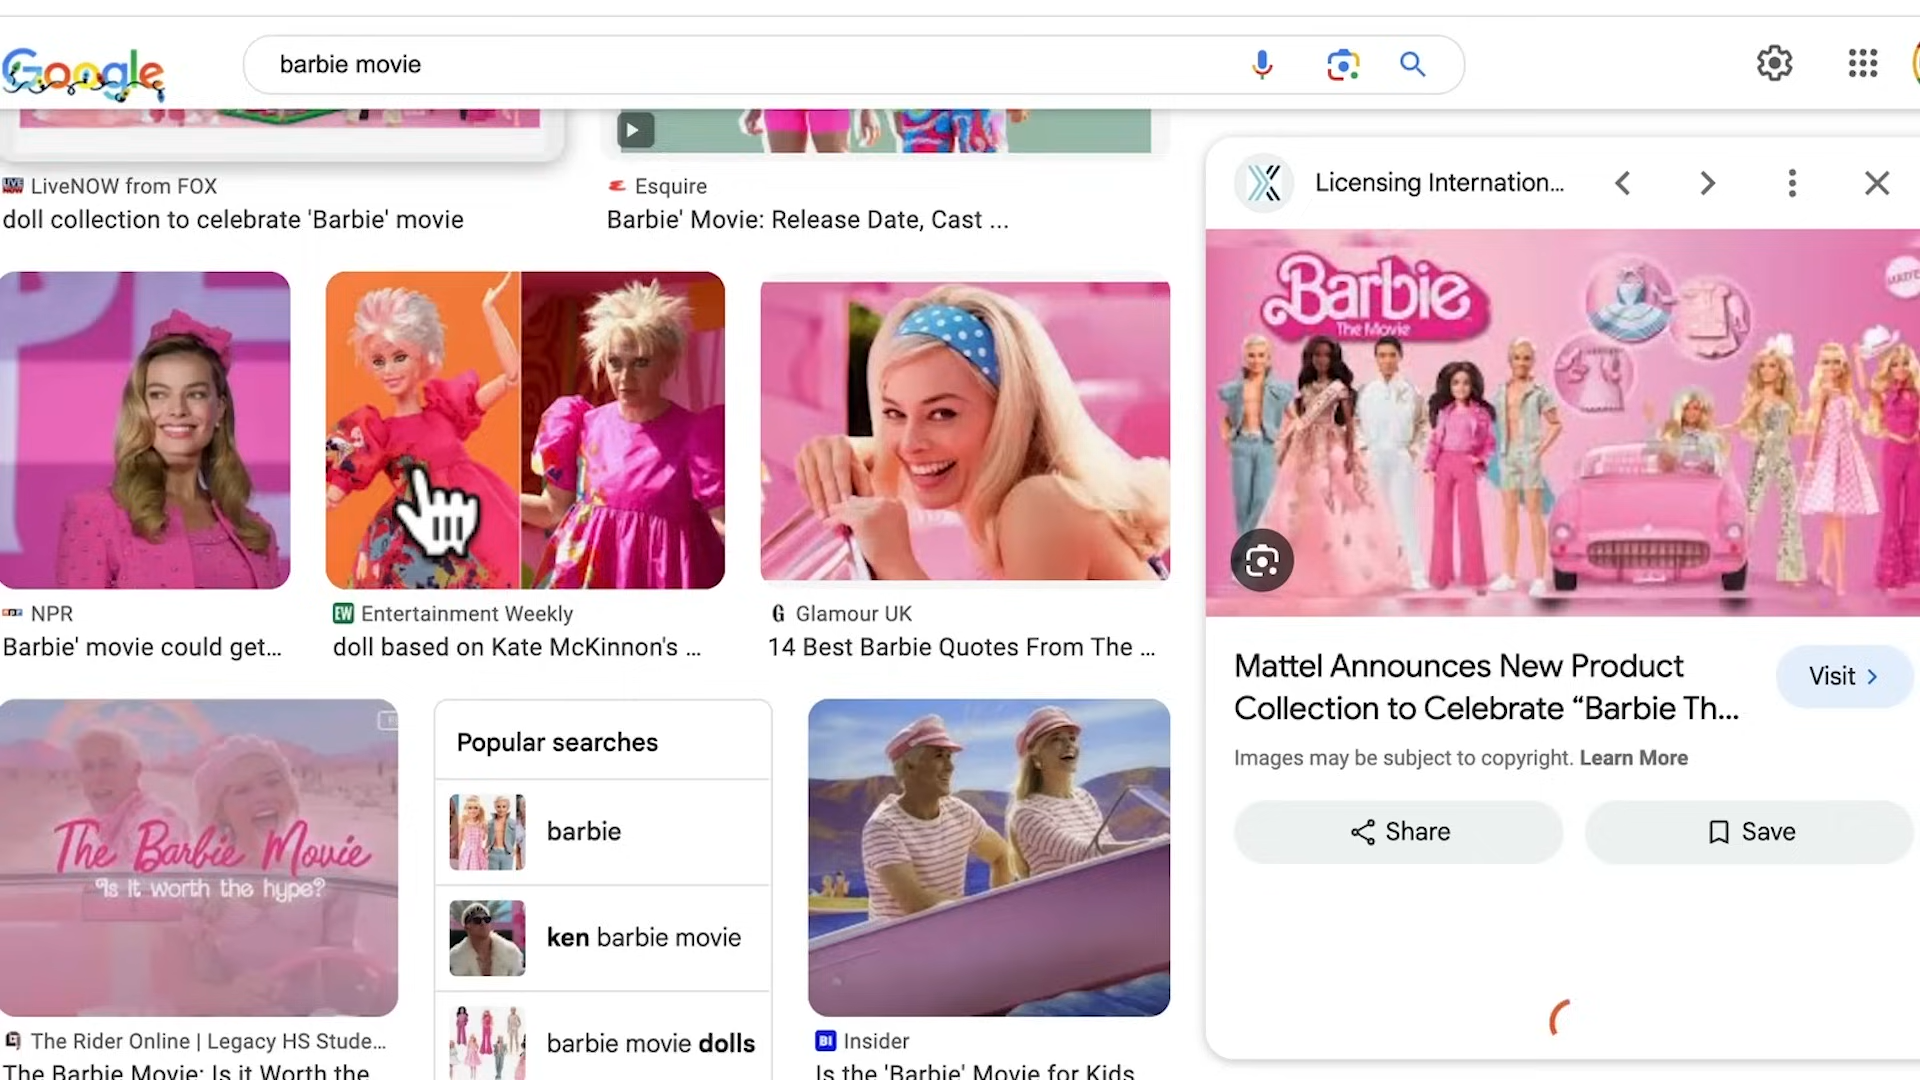 Google
barbie movie
LiveNOW from FOX
doll collection to celebrate 'Barbie' movie
Esquire
Barbie' Movie: Release Date, Cast ...
NPR
Barbie' movie could get...
EW Entertainment Weekly
doll based on Kate McKinnon's ...
G Glamour UK
14 Best Barbie Quotes From The ...
The Barbie Movie
Is it worth the hype?
The Rider Online | Legacy HS Stude...
The Barbie Movie: Is it Worth the
Popular searches
barbie
ken barbie movie
barbie movie dolls
BI Insider
Is the 'Barbie' Movie for Kids
Licensing Internation...
Barbie
The Movie
Mattel Announces New Product
Collection to Celebrate “Barbie Th...
Visit
Images may be subject to copyright. Learn More
Share
Save